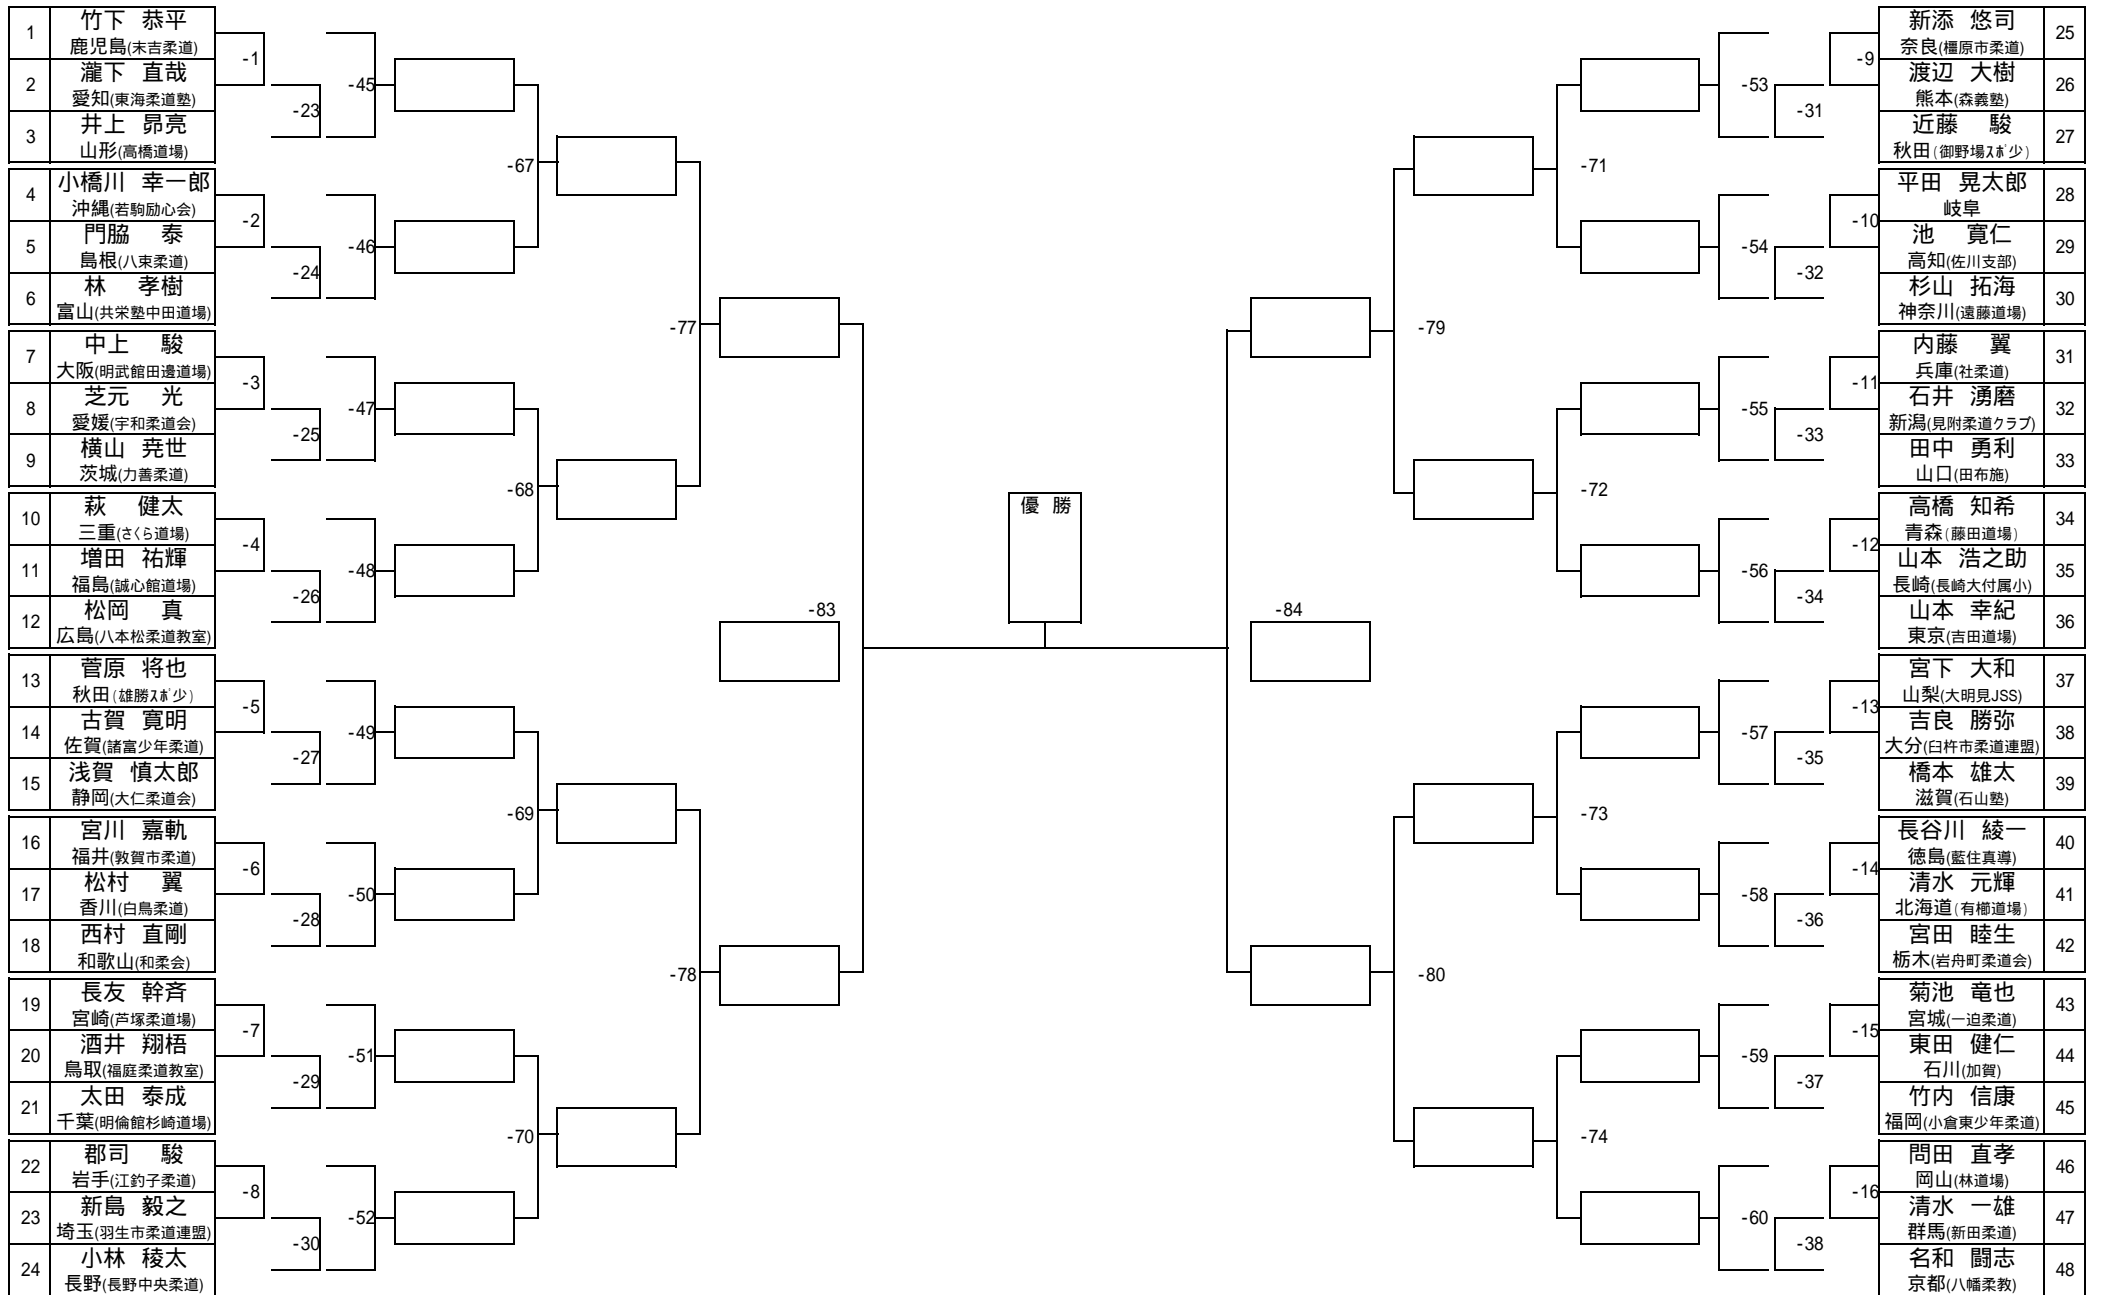 1
竹下 恭平
鹿児島(末吉柔道)
2
瀧下 直哉
愛知(東海柔道塾)
3
井上 昴亮
山形(高橋道場)
4
小橋川 幸一郎
沖縄(若駒励心会)
5
門脇 泰
島根(八束柔道)
6
林 孝樹
富山(共栄塾中田道場)
7
中上 駿
大阪(明武館田邊道場)
8
芝元 光
愛媛(宇和柔道会)
9
横山 尭世
茨城(力善柔道)
10
萩 健太
三重(さくら道場)
11
増田 祐輝
福島(誠心館道場)
12
松岡 真
広島(八本松柔道教室)
13
菅原 将也
秋田(雄勝スポ少)
14
古賀 寛明
佐賀(諸富少年柔道)
15
浅賀 慎太郎
静岡(大仁柔道会)
16
宮川 嘉軌
福井(敦賀市柔道)
17
松村 翼
香川(白鳥柔道)
18
西村 直剛
和歌山(和柔会)
19
長友 幹斉
宮崎(芦塚柔道場)
20
酒井 翔梧
鳥取(福庭柔道教室)
21
太田 泰成
千葉(明倫館杉崎道場)
22
郡司 駿
岩手(江釣子柔道)
23
新島 毅之
埼玉(羽生市柔道連盟)
24
小林 稜太
長野(長野中央柔道)
-1
-2
-3
-4
-5
-6
-7
-8
-23
-24
-25
-26
-27
-28
-29
-30
-45
-46
-47
-48
-49
-50
-51
-52
-67
-68
-69
-70
-77
-78
-83
優 勝
-84
-79
-80
-71
-72
-73
-74
-53
-54
-55
-56
-57
-58
-59
-60
-31
-32
-33
-34
-35
-36
-37
-38
-9
-10
-11
-12
-13
-14
-15
-16
新添 悠司
奈良(橿原市柔道)
25
渡辺 大樹
熊本(森義塾)
26
近藤 駿
秋田(御野場スポ少)
27
平田 晃太郎
岐阜
28
池 寛仁
高知(佐川支部)
29
杉山 拓海
神奈川(遠藤道場)
30
内藤 翼
兵庫(社柔道)
31
石井 湧磨
新潟(見附柔道クラブ)
32
田中 勇利
山口(田布施)
33
高橋 知希
青森(藤田道場)
34
山本 浩之助
長崎(長崎大付属小)
35
山本 幸紀
東京(吉田道場)
36
宮下 大和
山梨(大明見JSS)
37
吉良 勝弥
大分(臼杵市柔道連盟)
38
橋本 雄太
滋賀(石山塾)
39
長谷川 綾一
徳島(藍住真導)
40
清水 元輝
北海道(有櫛道場)
41
宮田 睦生
栃木(岩舟町柔道会)
42
菊池 竜也
宮城(一迫柔道)
43
東田 健仁
石川(加賀)
44
竹内 信康
福岡(小倉東少年柔道)
45
問田 直孝
岡山(林道場)
46
清水 一雄
群馬(新田柔道)
47
名和 闘志
京都(八幡柔教)
48